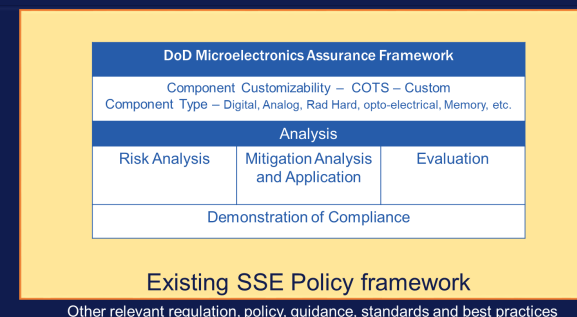 DoD Microelectronics Assurance Framework
Component Customizability – COTS – Custom
Component Type – Digital, Analog, Rad Hard, opto-electrical, Memory, etc.
Analysis
Risk Analysis
Mitigation Analysis
and Application
Evaluation
Demonstration of Compliance
Existing SSE Policy framework
Other relevant regulation, policy, guidance, standards and best practices